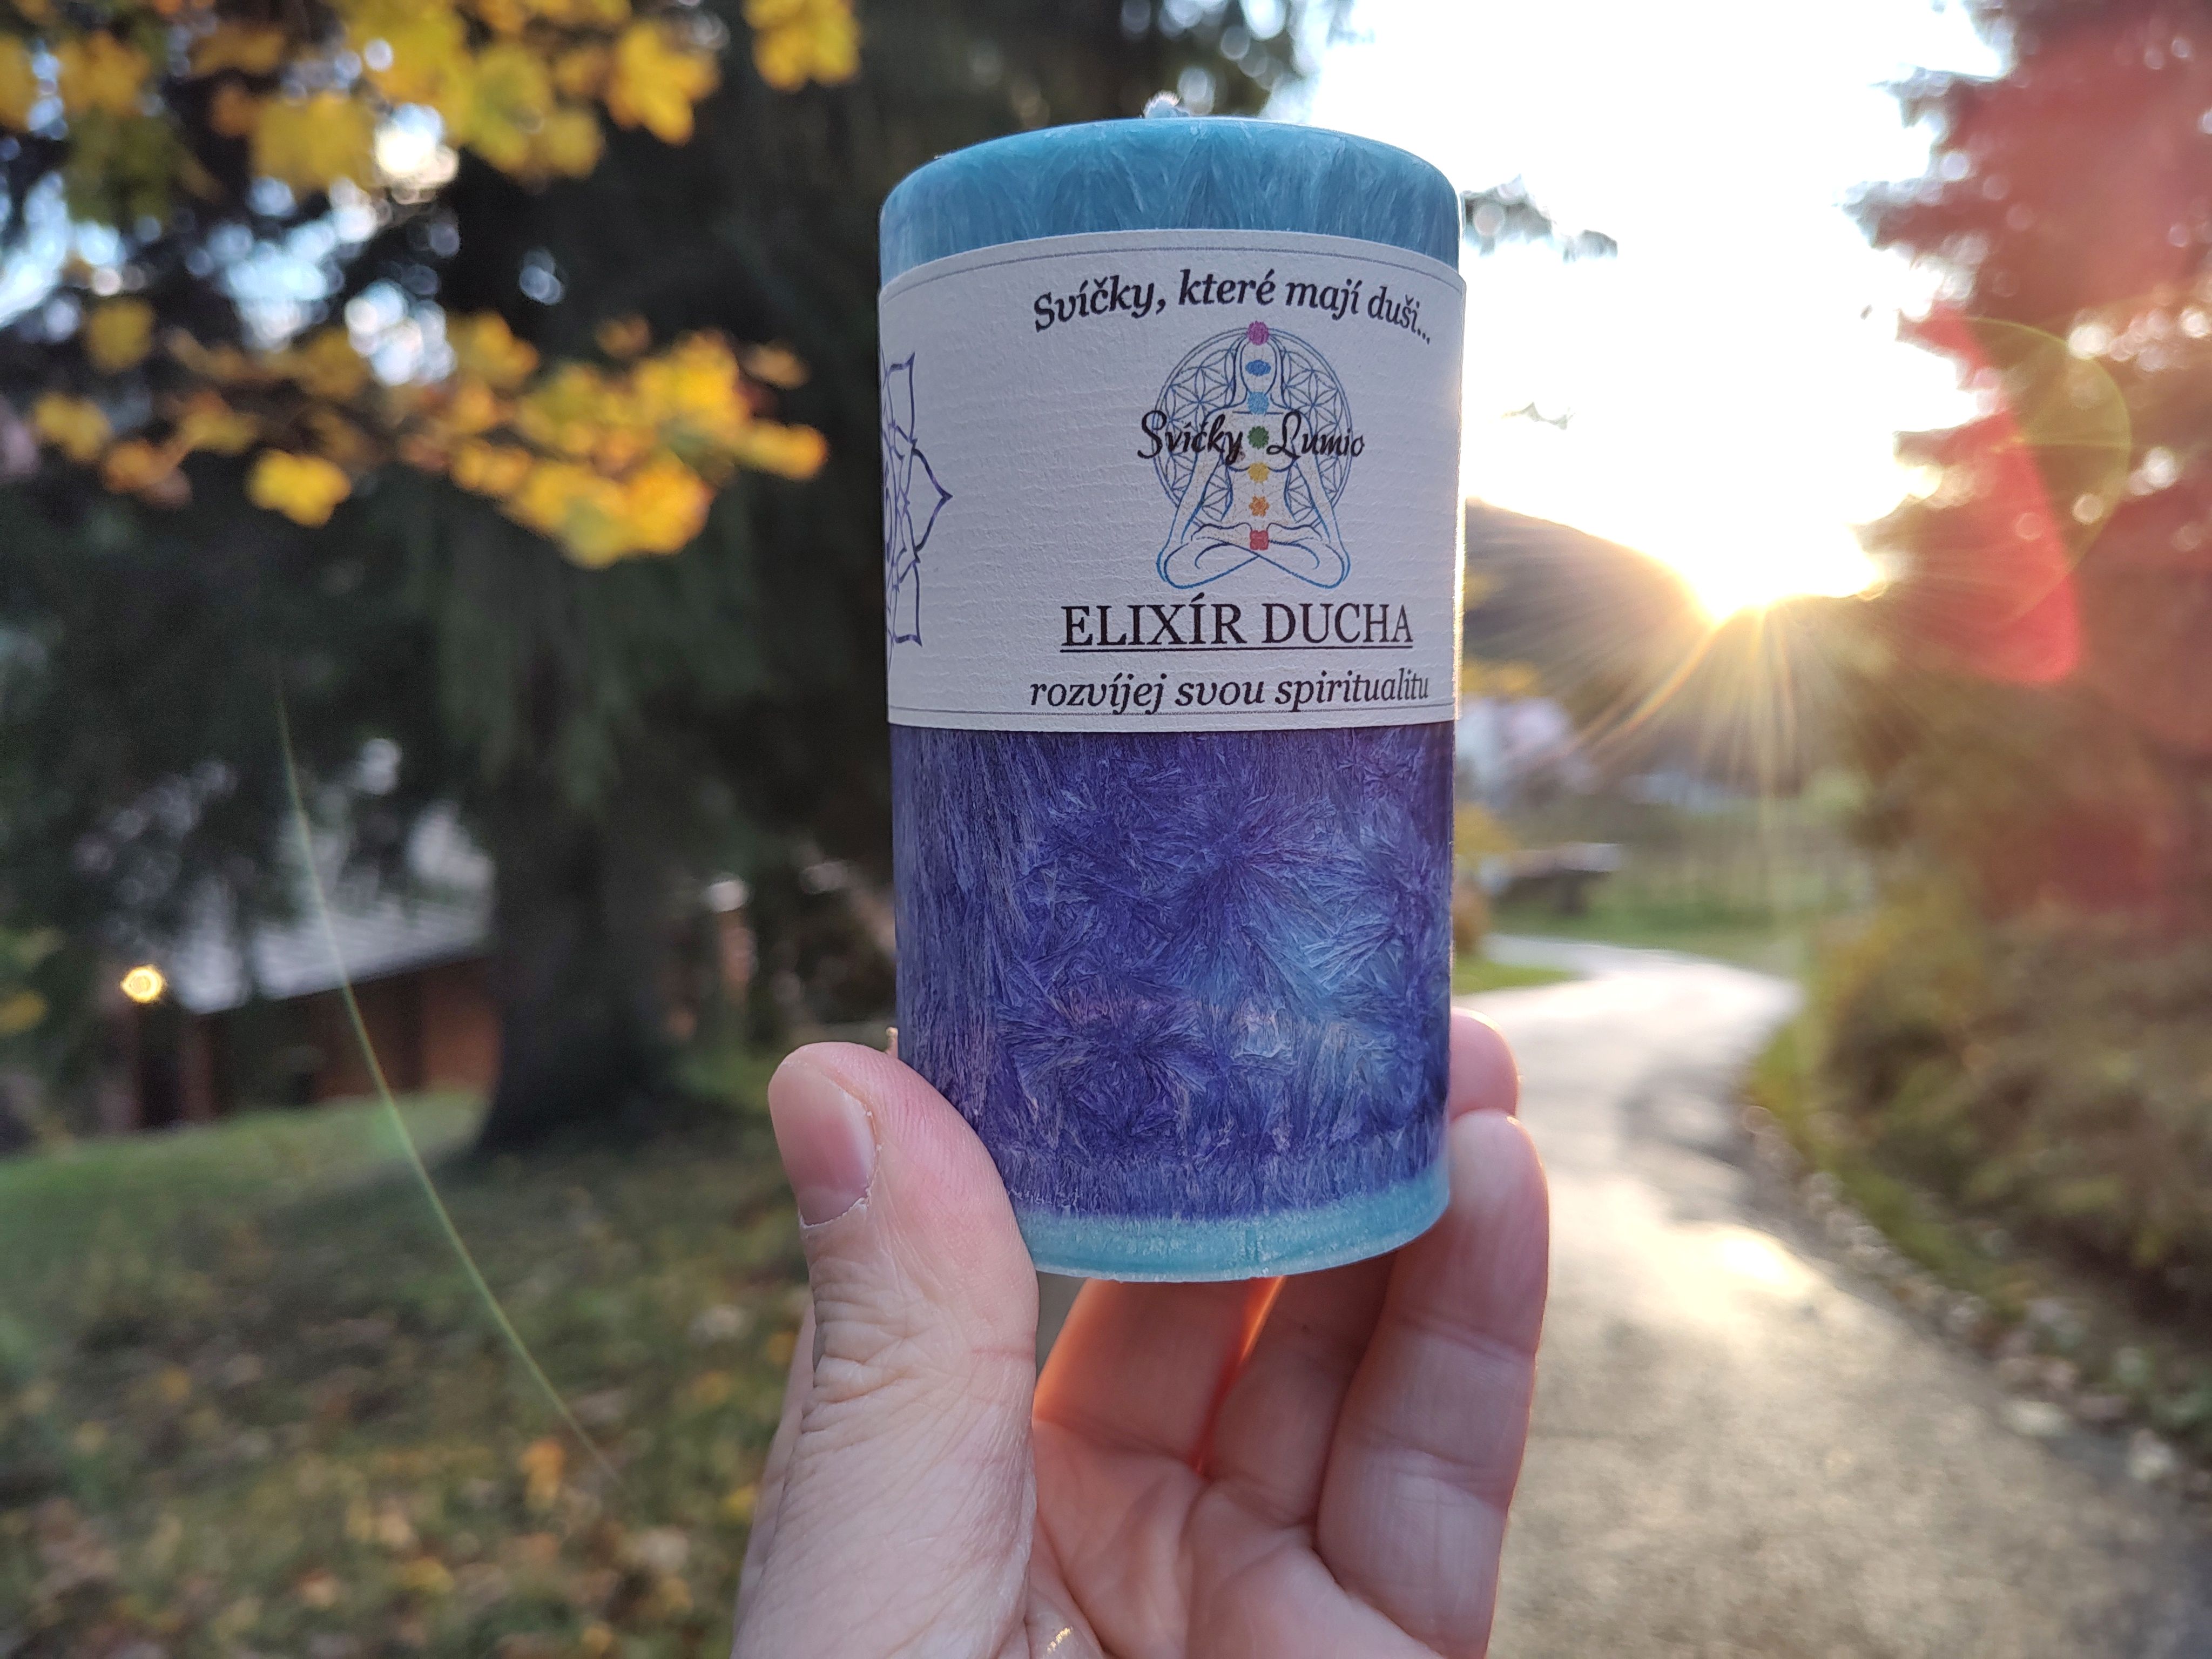 Svíčky, které mají duši...
Svíčky Lumio
ELIXÍR DUCHA
rozvíjej svou spiritualitu